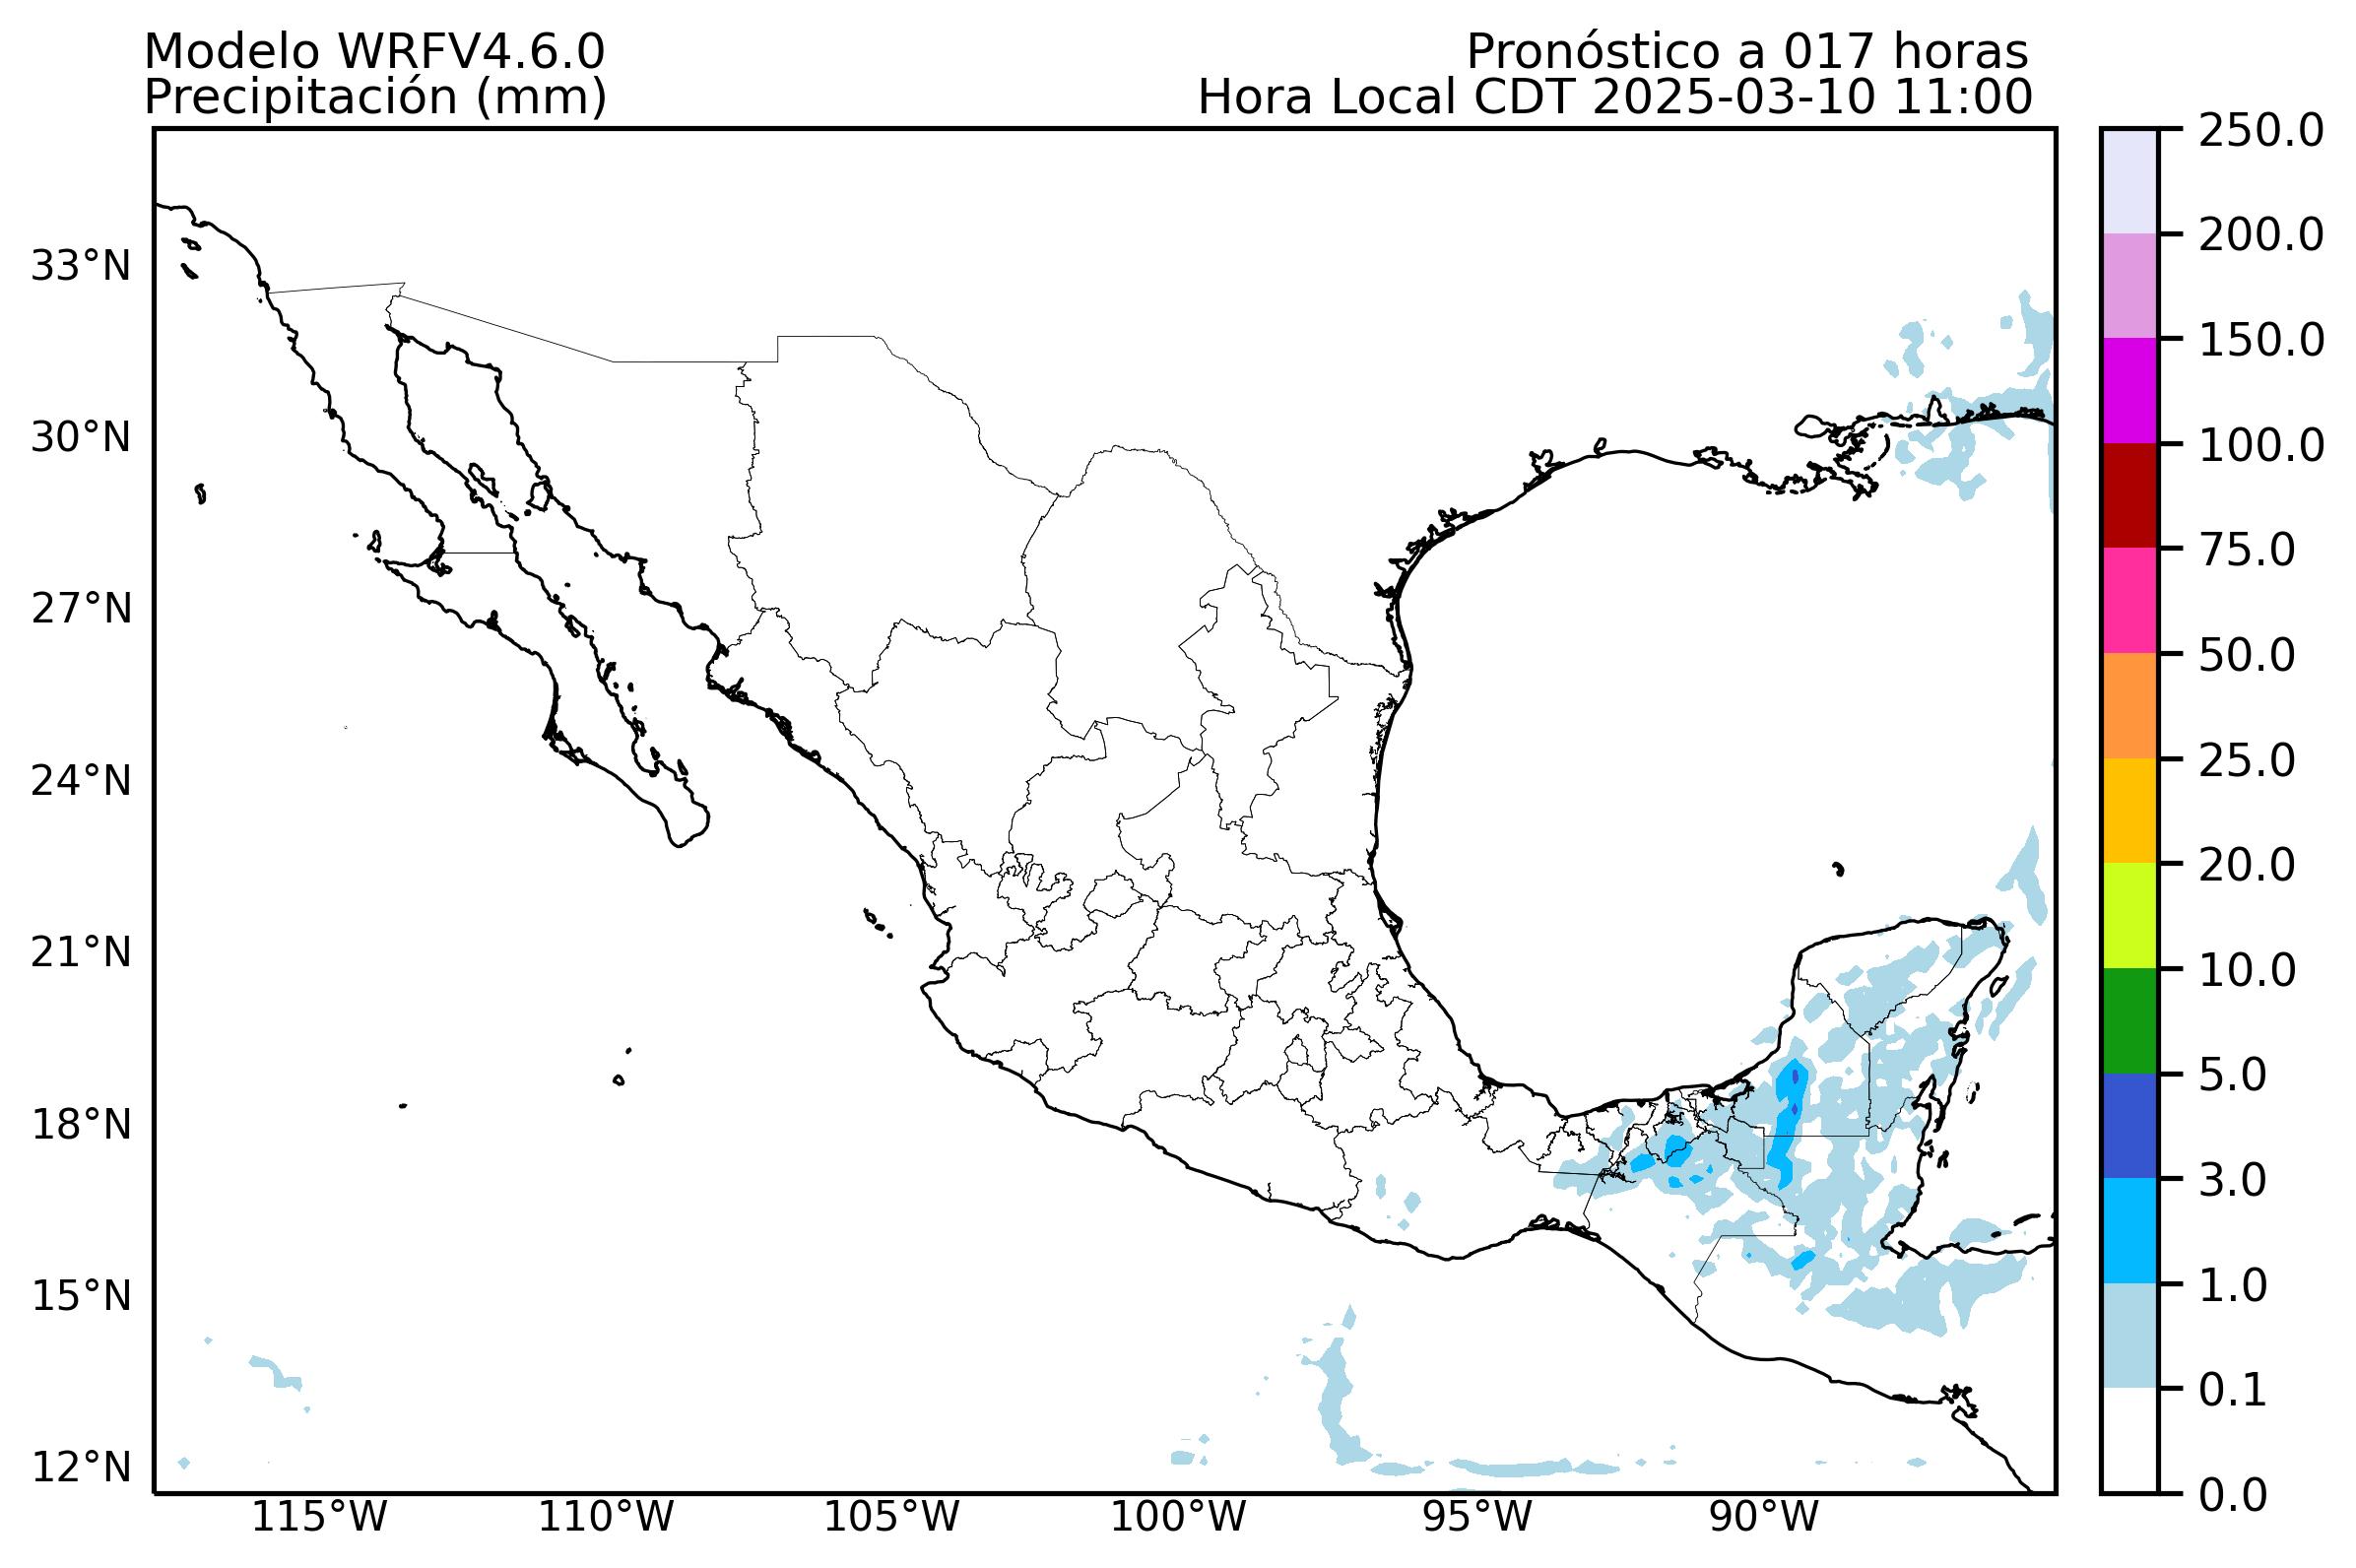 Modelo WRFV4.6.0
Pronóstico a 017 horas
Precipitación (mm)
Hora Local CDT 2025-03-10 11:00
33°N
30°N
27°N
24°N
21°N
18°N
15°N
12°N
115°W
110°W
105°W
100°W
95°W
90°W
250.0
200.0
150.0
100.0
75.0
50.0
25.0
20.0
10.0
5.0
3.0
1.0
0.1
0.0